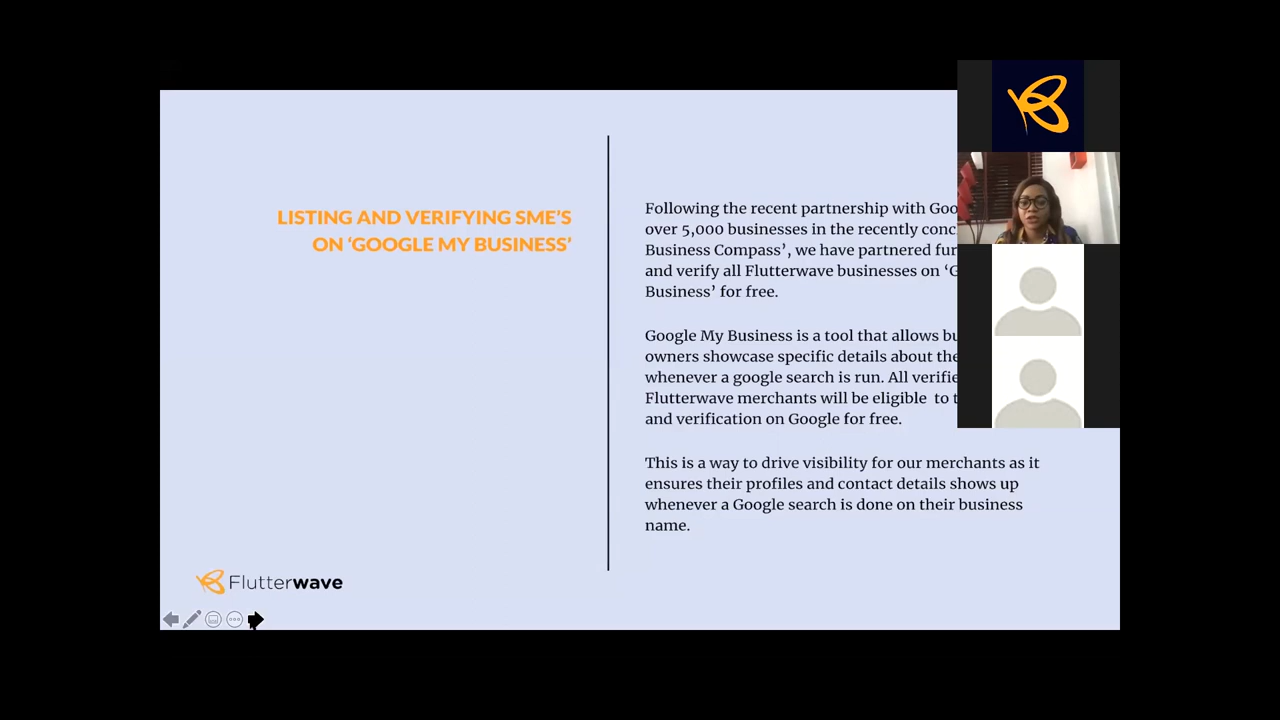 LISTING AND VERIFYING SME'S
ON ‘GOOGLE MY BUSINESS’
Following the recent partnership with
over 5,000 businesses in the recently
Business Compass’, we have partnered
and verify all Flutterwave businesses on
Business’ for free.
Google My Business is a tool that allows
owners showcase specific details about
whenever a google search is run. All
Flutterwave merchants will be eligible to
and verification on Google for free.
This is a way to drive visibility for our merchants as it
ensures their profiles and contact details shows up
whenever a Google search is done on their business
name.
Flutterwave